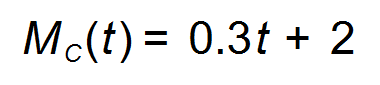 M_C(t) = 0.3t + 2